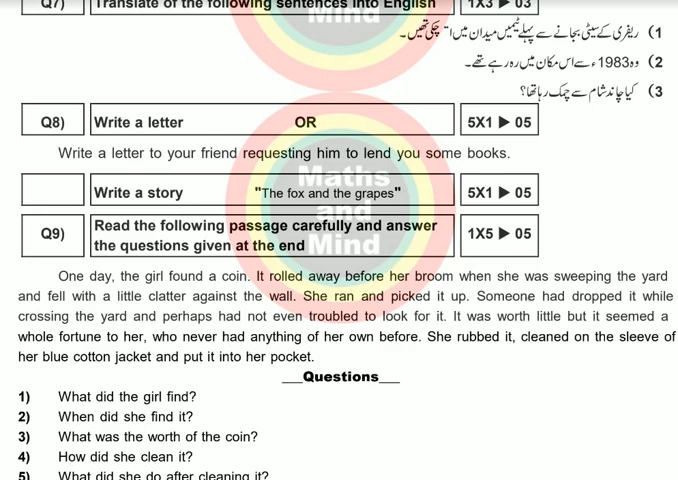 Q7) Translate of the following sentences into English 1X3 ▶ 03
1) ریفری کے سیٹی بجانے سے پہلے ٹیمیں میدان میں اتر چکی تھیں۔
2) وہ 1983ء سے اس مکان میں رہ رہے تھے۔
3) کیا چاند شام سے چمک رہا تھا؟
Q8) Write a letter OR 5X1 ▶ 05
Write a letter to your friend requesting him to lend you some books.
Maths
Write a story "The fox and the grapes" 5X1 ▶ 05
and
Q9) Read the following passage carefully and answer the questions given at the end 1X5 ▶ 05
Mind
One day, the girl found a coin. It rolled away before her broom when she was sweeping the yard
and fell with a little clatter against the wall. She ran and picked it up. Someone had dropped it while
crossing the yard and perhaps had not even troubled to look for it. It was worth little but it seemed a
whole fortune to her, who never had anything of her own before. She rubbed it, cleaned on the sleeve of
her blue cotton jacket and put it into her pocket.
___Questions___
1) What did the girl find?
2) When did she find it?
3) What was the worth of the coin?
4) How did she clean it?
5) What did she do after cleaning it?